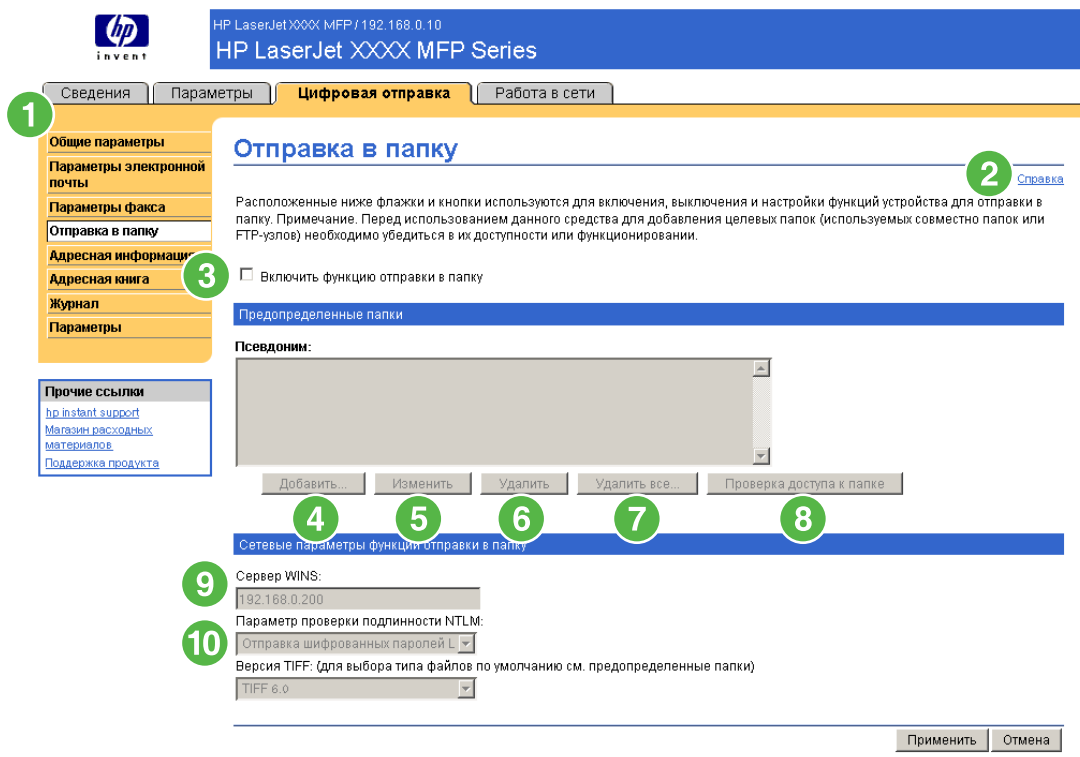 hp
invent
HP LaserJet XXXX MFP / 192.168.0.10
HP LaserJet XXXX MFP Series
Сведения
Параметры
Цифровая отправка
Работа в сети
1
Общие параметры
Параметры электронной
почты
Параметры факса
Отправка в папку
Адресная информация
Адресная книга
Журнал
Параметры
Прочие ссылки
hp instant support
Магазин расходных
материалов
Поддержка продукта
Отправка в папку
2
Справка
Расположенные ниже флажки и кнопки используются для включения, выключения и настройки функций устройства для отправки в
папку. Примечание. Перед использованием данного средства для добавления целевых папок (используемых совместно папок или
FTP-узлов) необходимо убедиться в их доступности или функционировании.
3
Включить функцию отправки в папку
Предопределенные папки
Псевдоним:
Добавить...
Изменить
Удалить
Удалить все...
Проверка доступа к папке
4
5
6
7
8
Сетевые параметры функции отправки в папку
9
Сервер WINS:
192.168.0.200
Параметр проверки подлинности NTLM:
10
Отправка шифрованных паролей L
Версия TIFF: (для выбора типа файлов по умолчанию см. предопределенные папки)
TIFF 6.0
Применить
Отмена